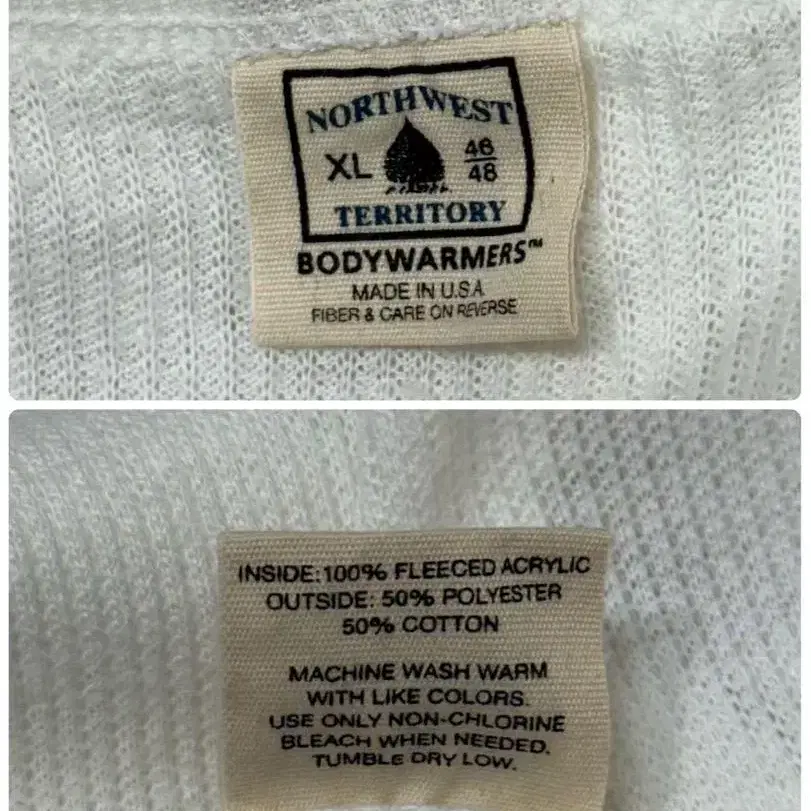 NORTHWEST
XL 46/48
TERRITORY
BODYWARMERS™
MADE IN U.S.A
FIBER & CARE ON REVERSE
INSIDE: 100% FLEECED ACRYLIC
OUTSIDE: 50% POLYESTER
50% COTTON
MACHINE WASH WARM
WITH LIKE COLORS.
USE ONLY NON-CHLORINE
BLEACH WHEN NEEDED.
TUMBLE DRY LOW.